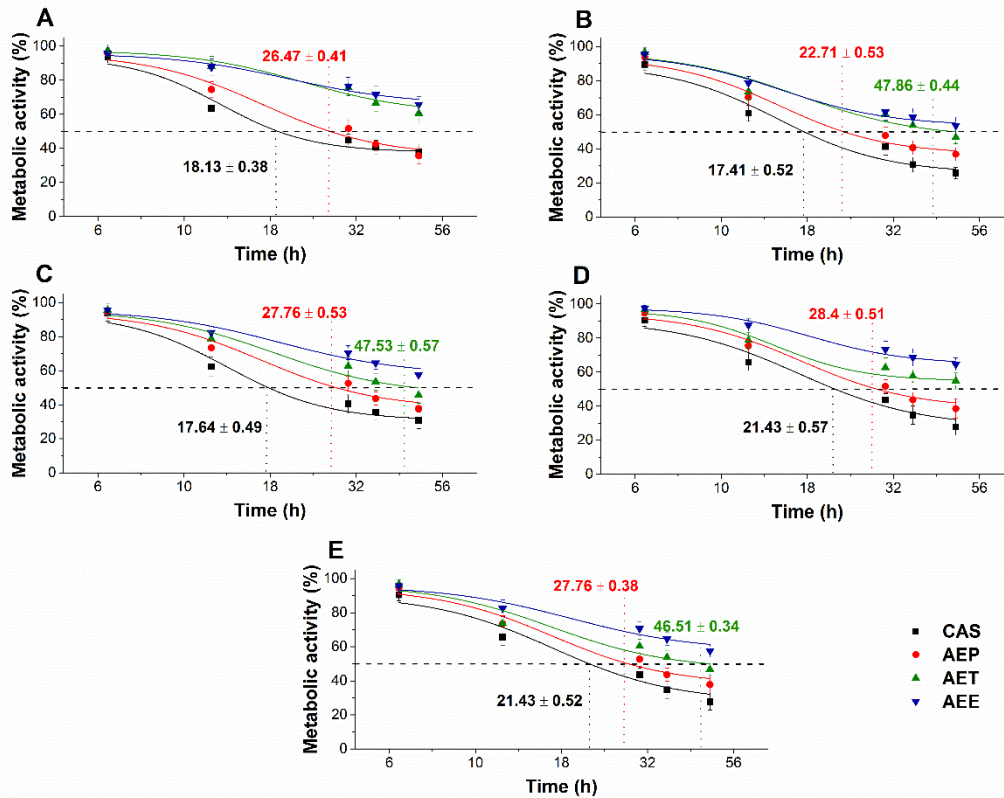 A
Metabolic activity (%)
100
80
60
40
20
0
26.47 ± 0.41
18.13 ± 0.38
6
10
18
32
56
Time (h)
B
Metabolic activity (%)
100
80
60
40
20
0
22.71 ± 0.53
47.86 ± 0.44
17.41 ± 0.52
6
10
18
32
56
Time (h)
C
Metabolic activity (%)
100
80
60
40
20
0
27.76 ± 0.53
47.53 ± 0.57
17.64 ± 0.49
6
10
18
32
56
Time (h)
D
Metabolic activity (%)
100
80
60
40
20
0
28.4 ± 0.51
21.43 ± 0.57
6
10
18
32
56
Time (h)
E
Metabolic activity (%)
100
80
60
40
20
0
27.76 ± 0.38
46.51 ± 0.34
21.43 ± 0.52
6
10
18
32
56
Time (h)
CAS
AEP
AET
AEE